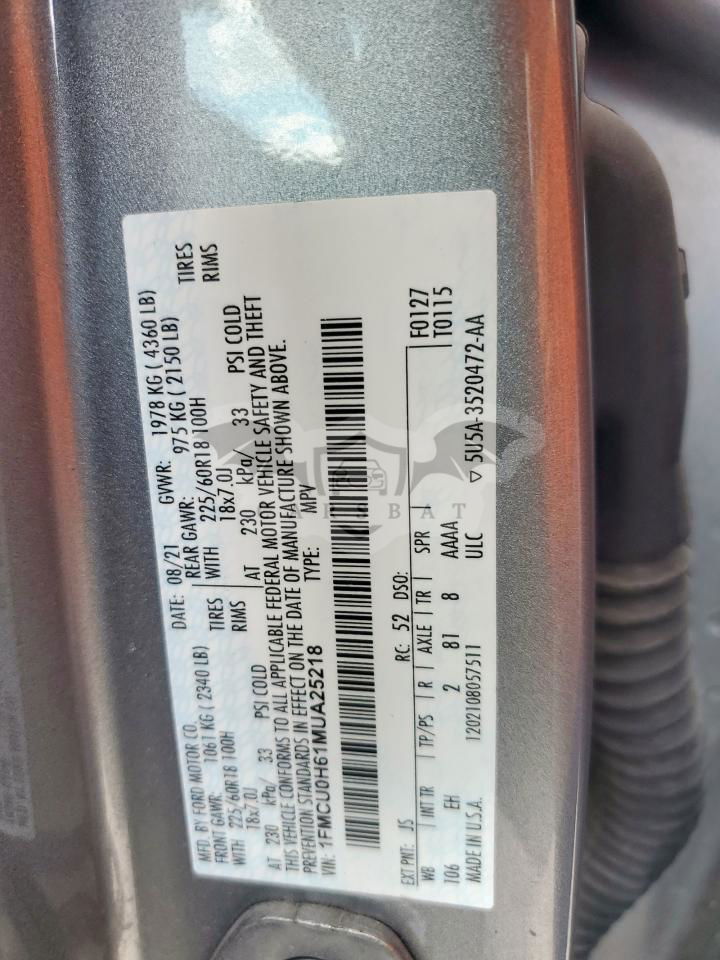 MFD. BY FORD MOTOR CO.
DATE: 08/21 GVWR: 1978 KG ( 4360 LB)
FRONT GAWR: 1061 KG ( 2340 LB)
REAR GAWR: 975 KG ( 2150 LB)
WITH 225/60R18 100H TIRES
WITH 225/60R18 100H TIRES
18x7.0J RIMS
18x7.0J RIMS
AT 230 kPa/ 33 PSI COLD
AT 230 kPa/ 33 PSI COLD
THIS VEHICLE CONFORMS TO ALL APPLICABLE FEDERAL MOTOR VEHICLE SAFETY AND THEFT
PREVENTION STANDARDS IN EFFECT ON THE DATE OF MANUFACTURE SHOWN ABOVE.
VIN: 1FMCU0H61MUA25218 TYPE: MPV
EXT PNT: JS RC: 52 DSO: F0127
WB INT TR TP/PS R AXLE TR SPR T0115
106 EH 2 81 8 AAAA
ULC
MADE IN U.S.A. 1202108057511 ▽ 5U5A-3520472-AA